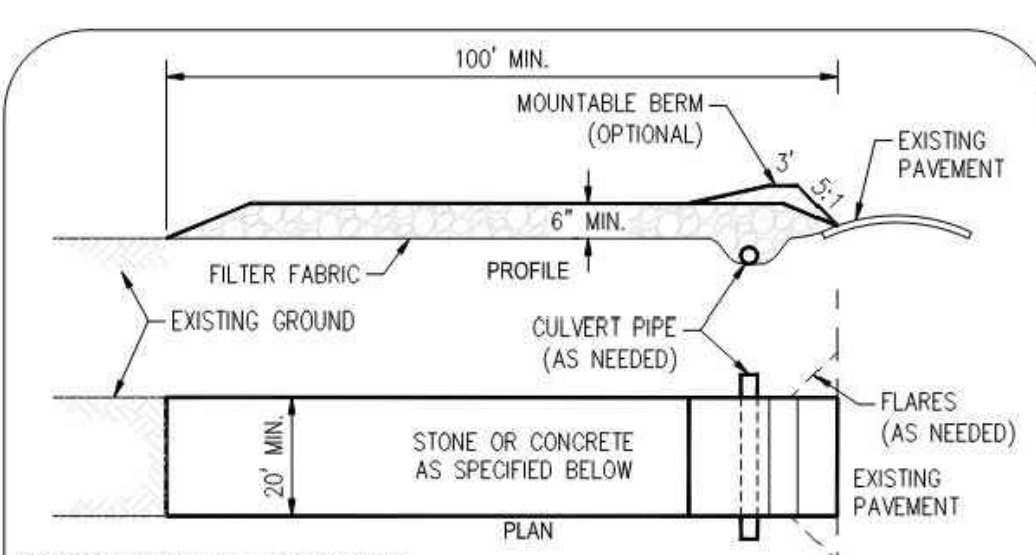 100' MIN.
MOUNTABLE BERM
(OPTIONAL)
3'
5:1
EXISTING
PAVEMENT
6" MIN.
FILTER FABRIC
PROFILE
EXISTING GROUND
CULVERT PIPE
(AS NEEDED)
20' MIN.
STONE OR CONCRETE
AS SPECIFIED BELOW
FLARES
(AS NEEDED)
EXISTING
PAVEMENT
PLAN